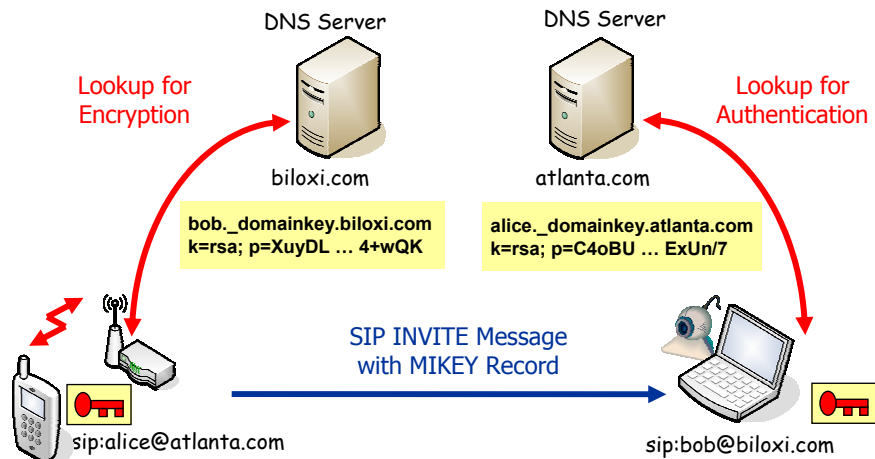 DNS Server
DNS Server
Lookup for
Encryption
Lookup for
Authentication
biloxi.com
atlanta.com
bob._domainkey.biloxi.com
k=rsa; p=XuyDL … 4+wQK
alice._domainkey.atlanta.com
k=rsa; p=C4oBU … ExUn/7
SIP INVITE Message
with MIKEY Record
sip:alice@atlanta.com
sip:bob@biloxi.com